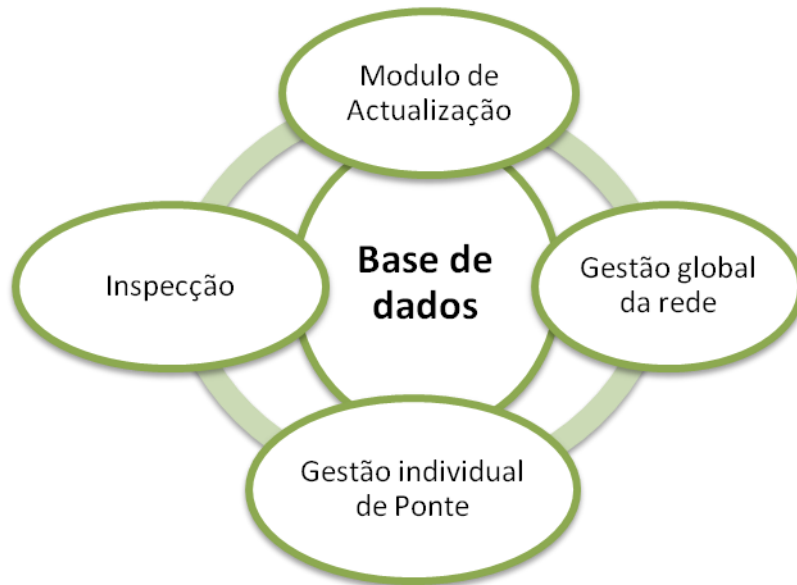 Modulo de
Actualização
Inspecção
Base de
dados
Gestão global
da rede
Gestão individual
de Ponte